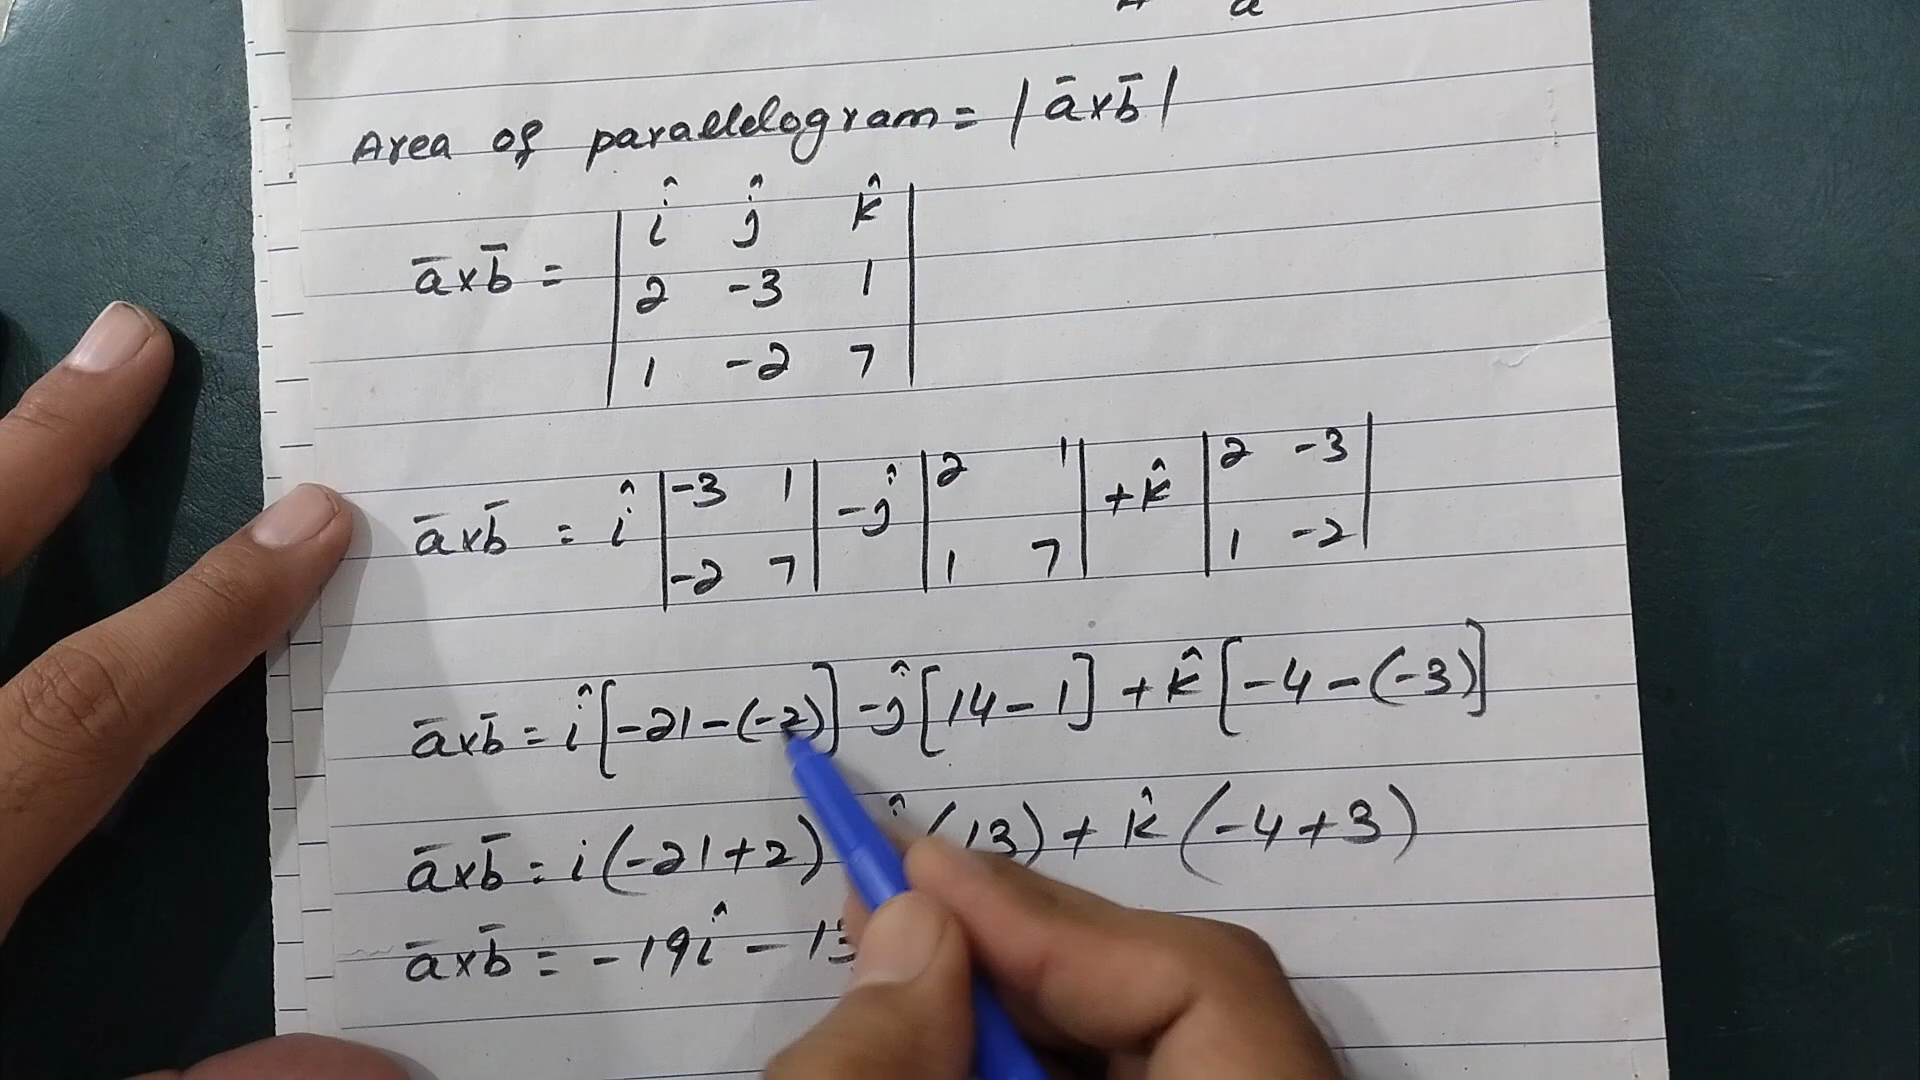 a
Area of parallelogram = |a̅×b̅|
î ĵ k̂
a̅×b̅ = 2 -3 1
1 -2 7
a̅×b̅ = î |-3 1| -ĵ |2 1| +k̂ |2 -3|
|-2 7| |1 7| |1 -2|
a̅×b̅ = î[-21-(-2)] -ĵ[14-1] +k̂[-4-(-3)]
a̅×b̅ = i(-21+2) (13) + k̂(-4+3)
a̅×b̅ = -19î - 13